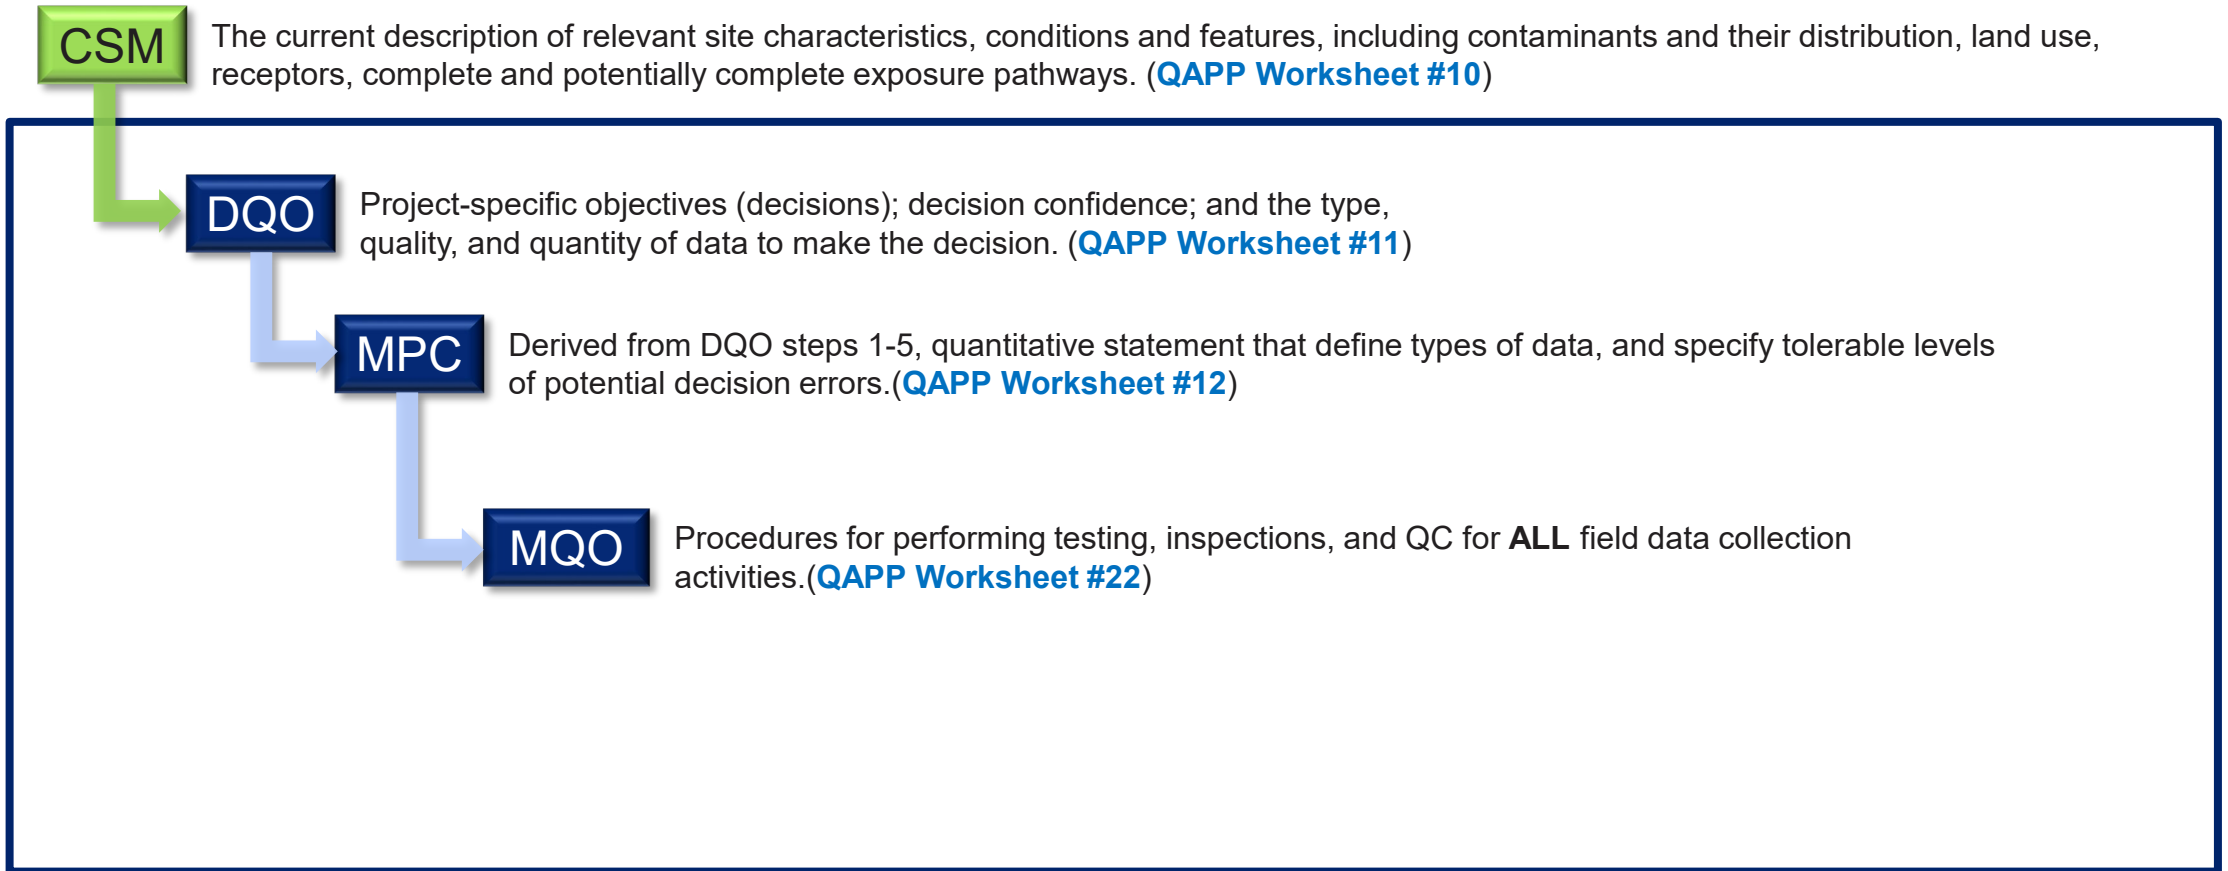 CSM
The current description of relevant site characteristics, conditions and features, including contaminants and their distribution, land use,
receptors, complete and potentially complete exposure pathways. (QAPP Worksheet #10)
DQO
Project-specific objectives (decisions); decision confidence; and the type,
quality, and quantity of data to make the decision. (QAPP Worksheet #11)
MPC
Derived from DQO steps 1-5, quantitative statement that define types of data, and specify tolerable levels
of potential decision errors.(QAPP Worksheet #12)
MQO
Procedures for performing testing, inspections, and QC for ALL field data collection
activities.(QAPP Worksheet #22)